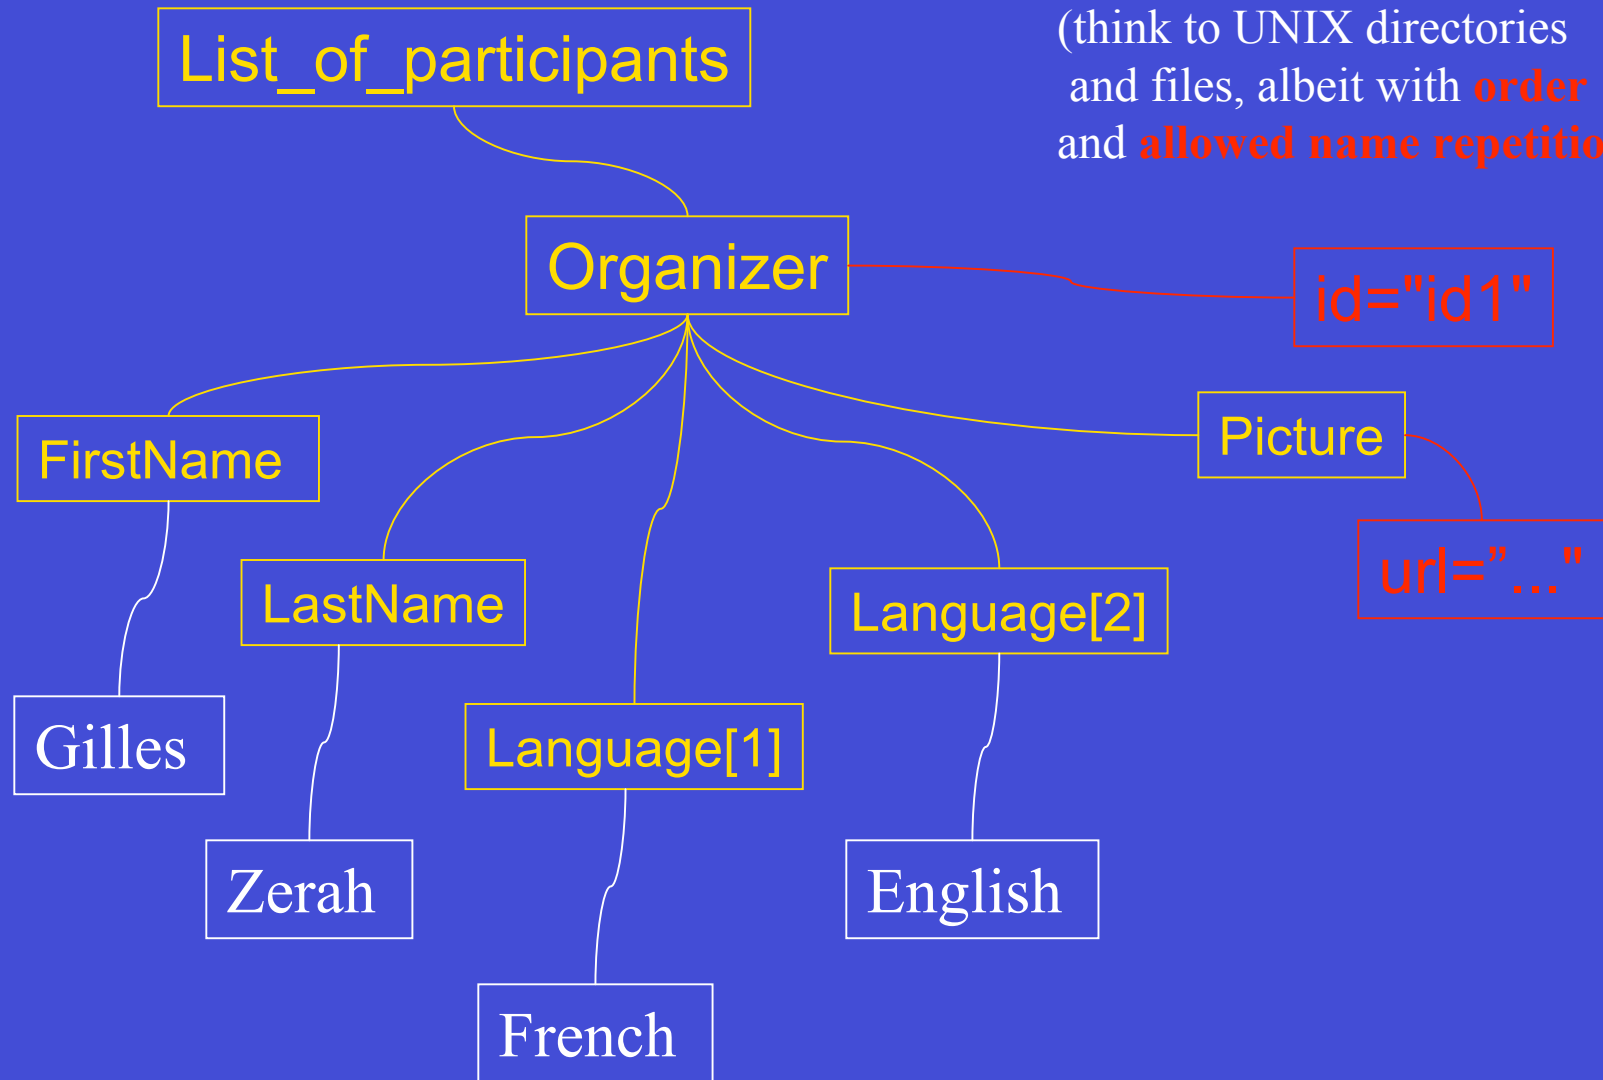 List_of_participants
(think to UNIX directories
and files, albeit with order
and allowed name repetitio
Organizer
id="id1"
FirstName
Picture
LastName
Language[2]
url=”..."
Gilles
Language[1]
Zerah
English
French